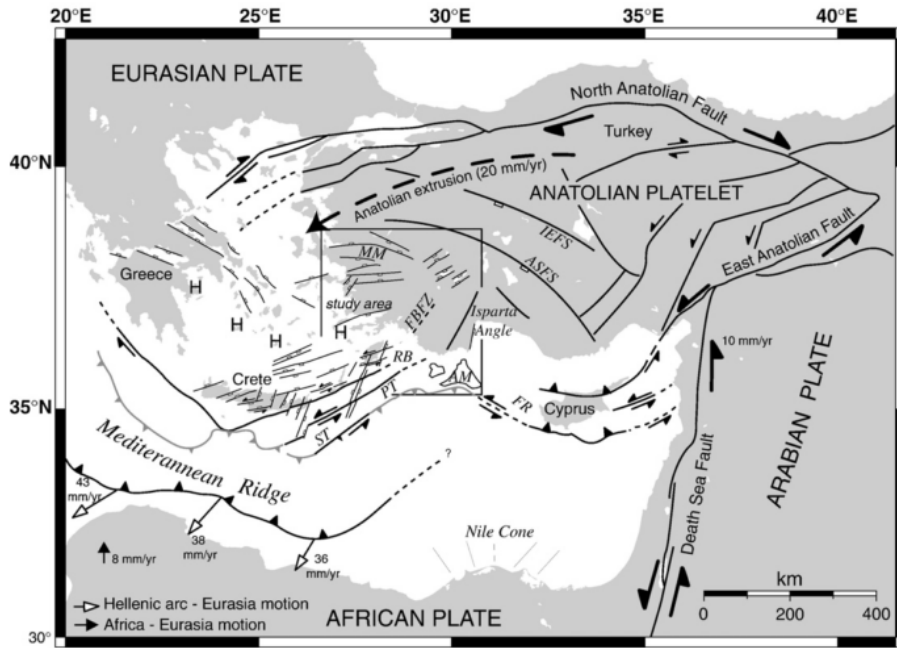 20°E
25°E
30°E
35°E
40°E
EURASIAN PLATE
North Anatolian Fault
Turkey
40°N
Anatolian extrusion (20 mm/yr)
ANATOLIAN PLATELET
IEFS
MM
ASFS
East Anatolian Fault
Greece
H
study area
FBFZ
H
H
H
Isparta
Angle
10 mm/yr
RB
Crete
AM
PT
FR
Cyprus
35°N
ST
ARABIAN PLATE
Mediterannean Ridge
?
43
mm/yr
Death Sea Fault
38
mm/yr
36
mm/yr
Nile Cone
8 mm/yr
km
0 200 400
Hellenic arc - Eurasia motion
Africa - Eurasia motion
AFRICAN PLATE
30°